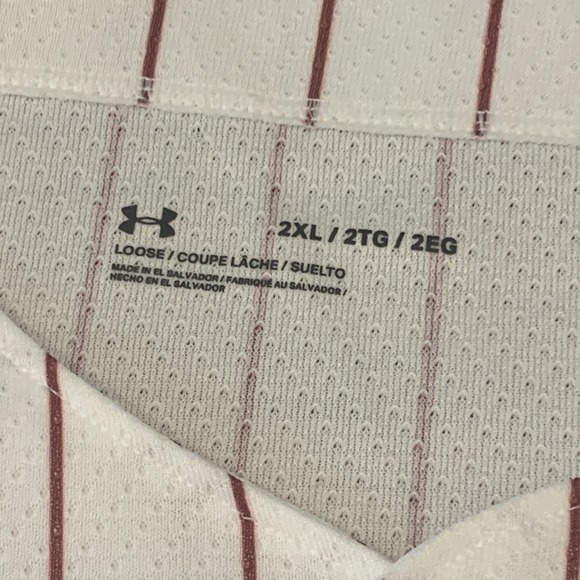 2XL / 2TG / 2EG
LOOSE / COUPE LÂCHE / SUELTO
MADE IN EL SALVADOR / FABRIQUÉ AU SALVADOR /
HECHO EN EL SALVADOR